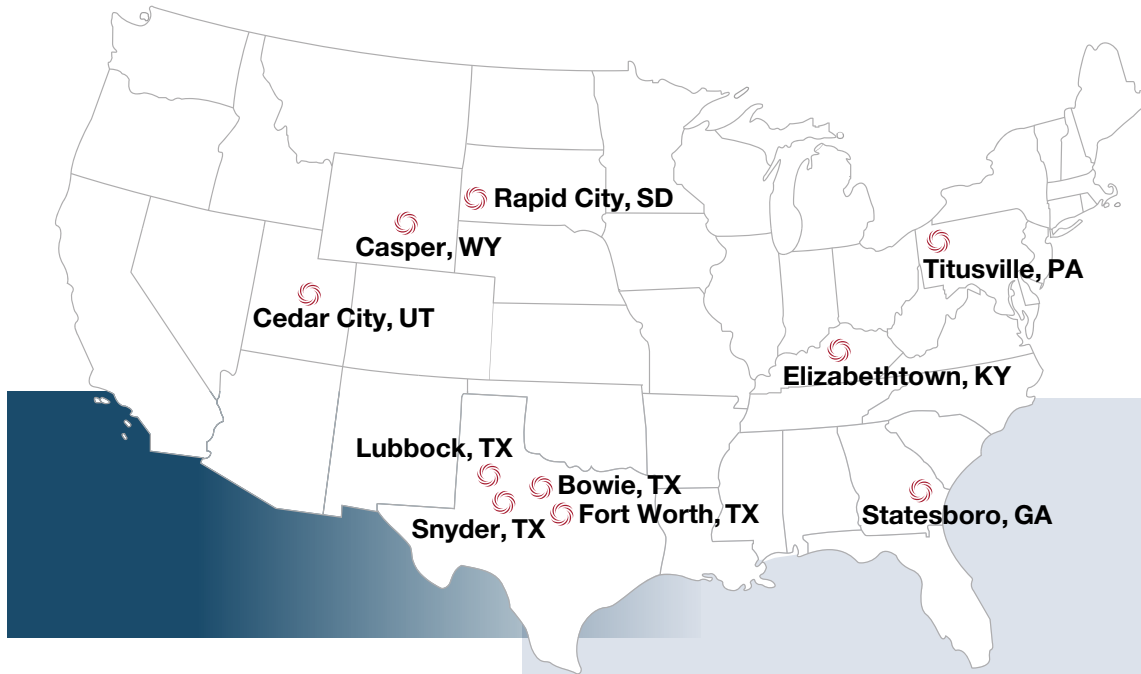 Rapid City, SD
Casper, WY
Titusville, PA
Cedar City, UT
Elizabethtown, KY
Lubbock, TX
Bowie, TX
Fort Worth, TX
Snyder, TX
Statesboro, GA